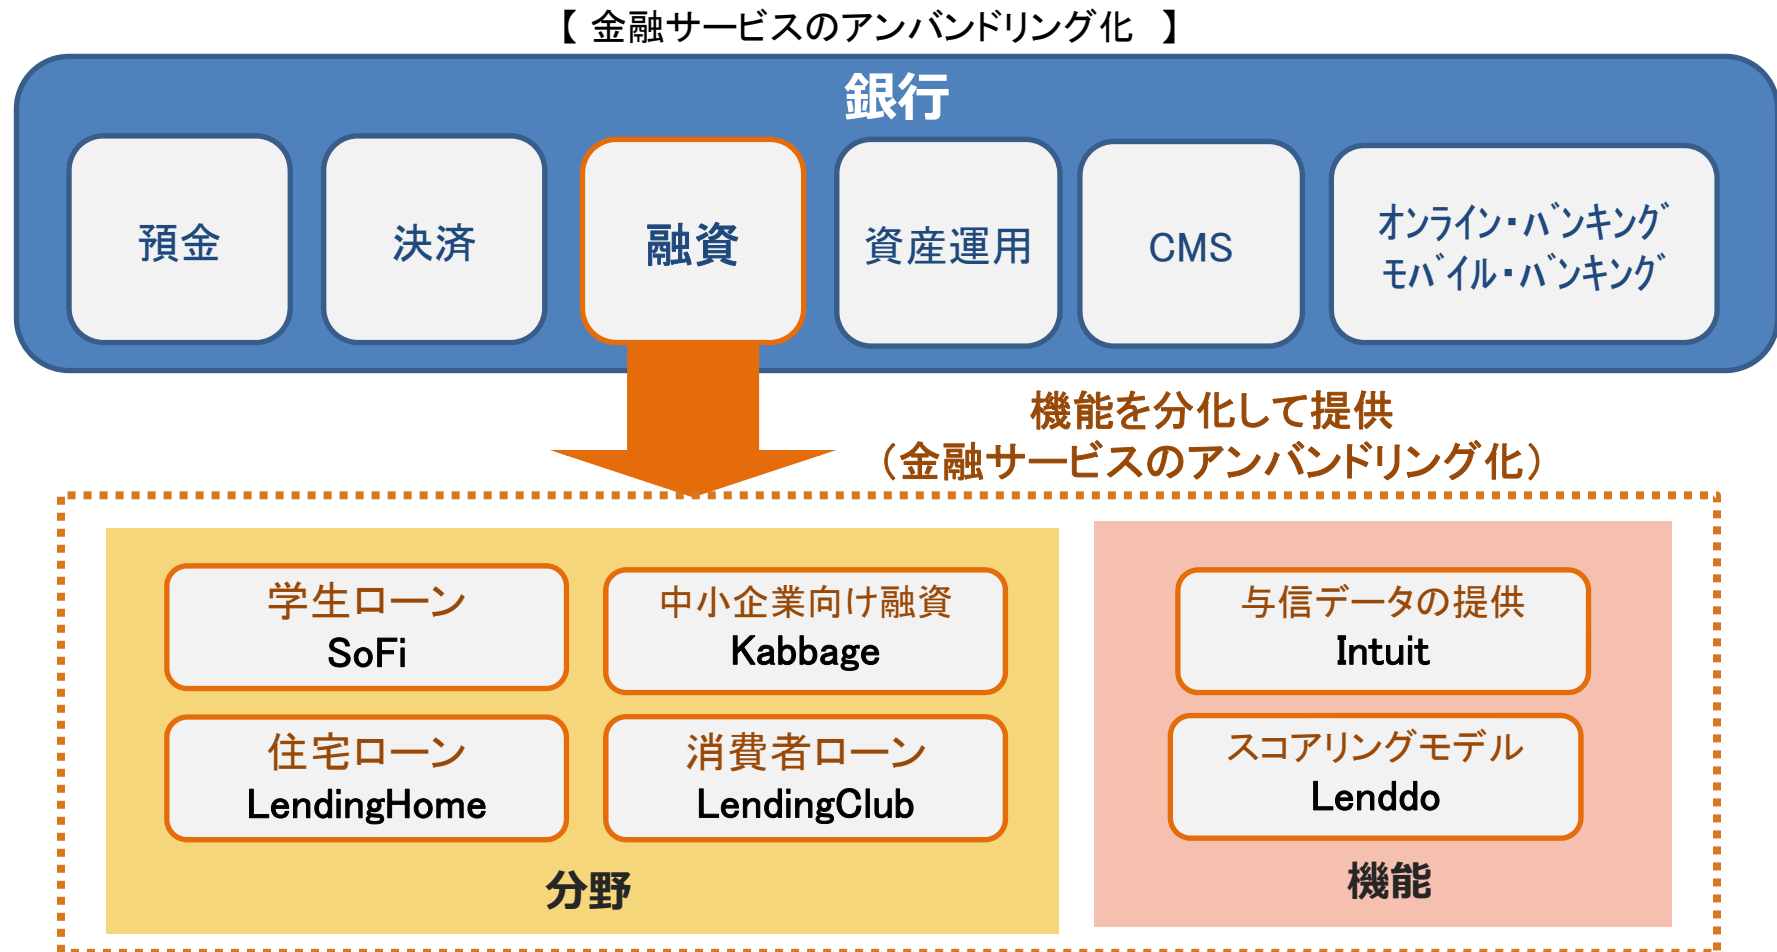 【 金融サービスのアンバンドリング化 】
銀行
預金
決済
融資
資産運用
CMS
オンライン・バンキング
モバイル・バンキング
機能を分化して提供
（金融サービスのアンバンドリング化）
学生ローン
SoFi
中小企業向け融資
Kabbage
与信データの提供
Intuit
住宅ローン
LendingHome
消費者ローン
LendingClub
スコアリングモデル
Lenddo
分野
機能